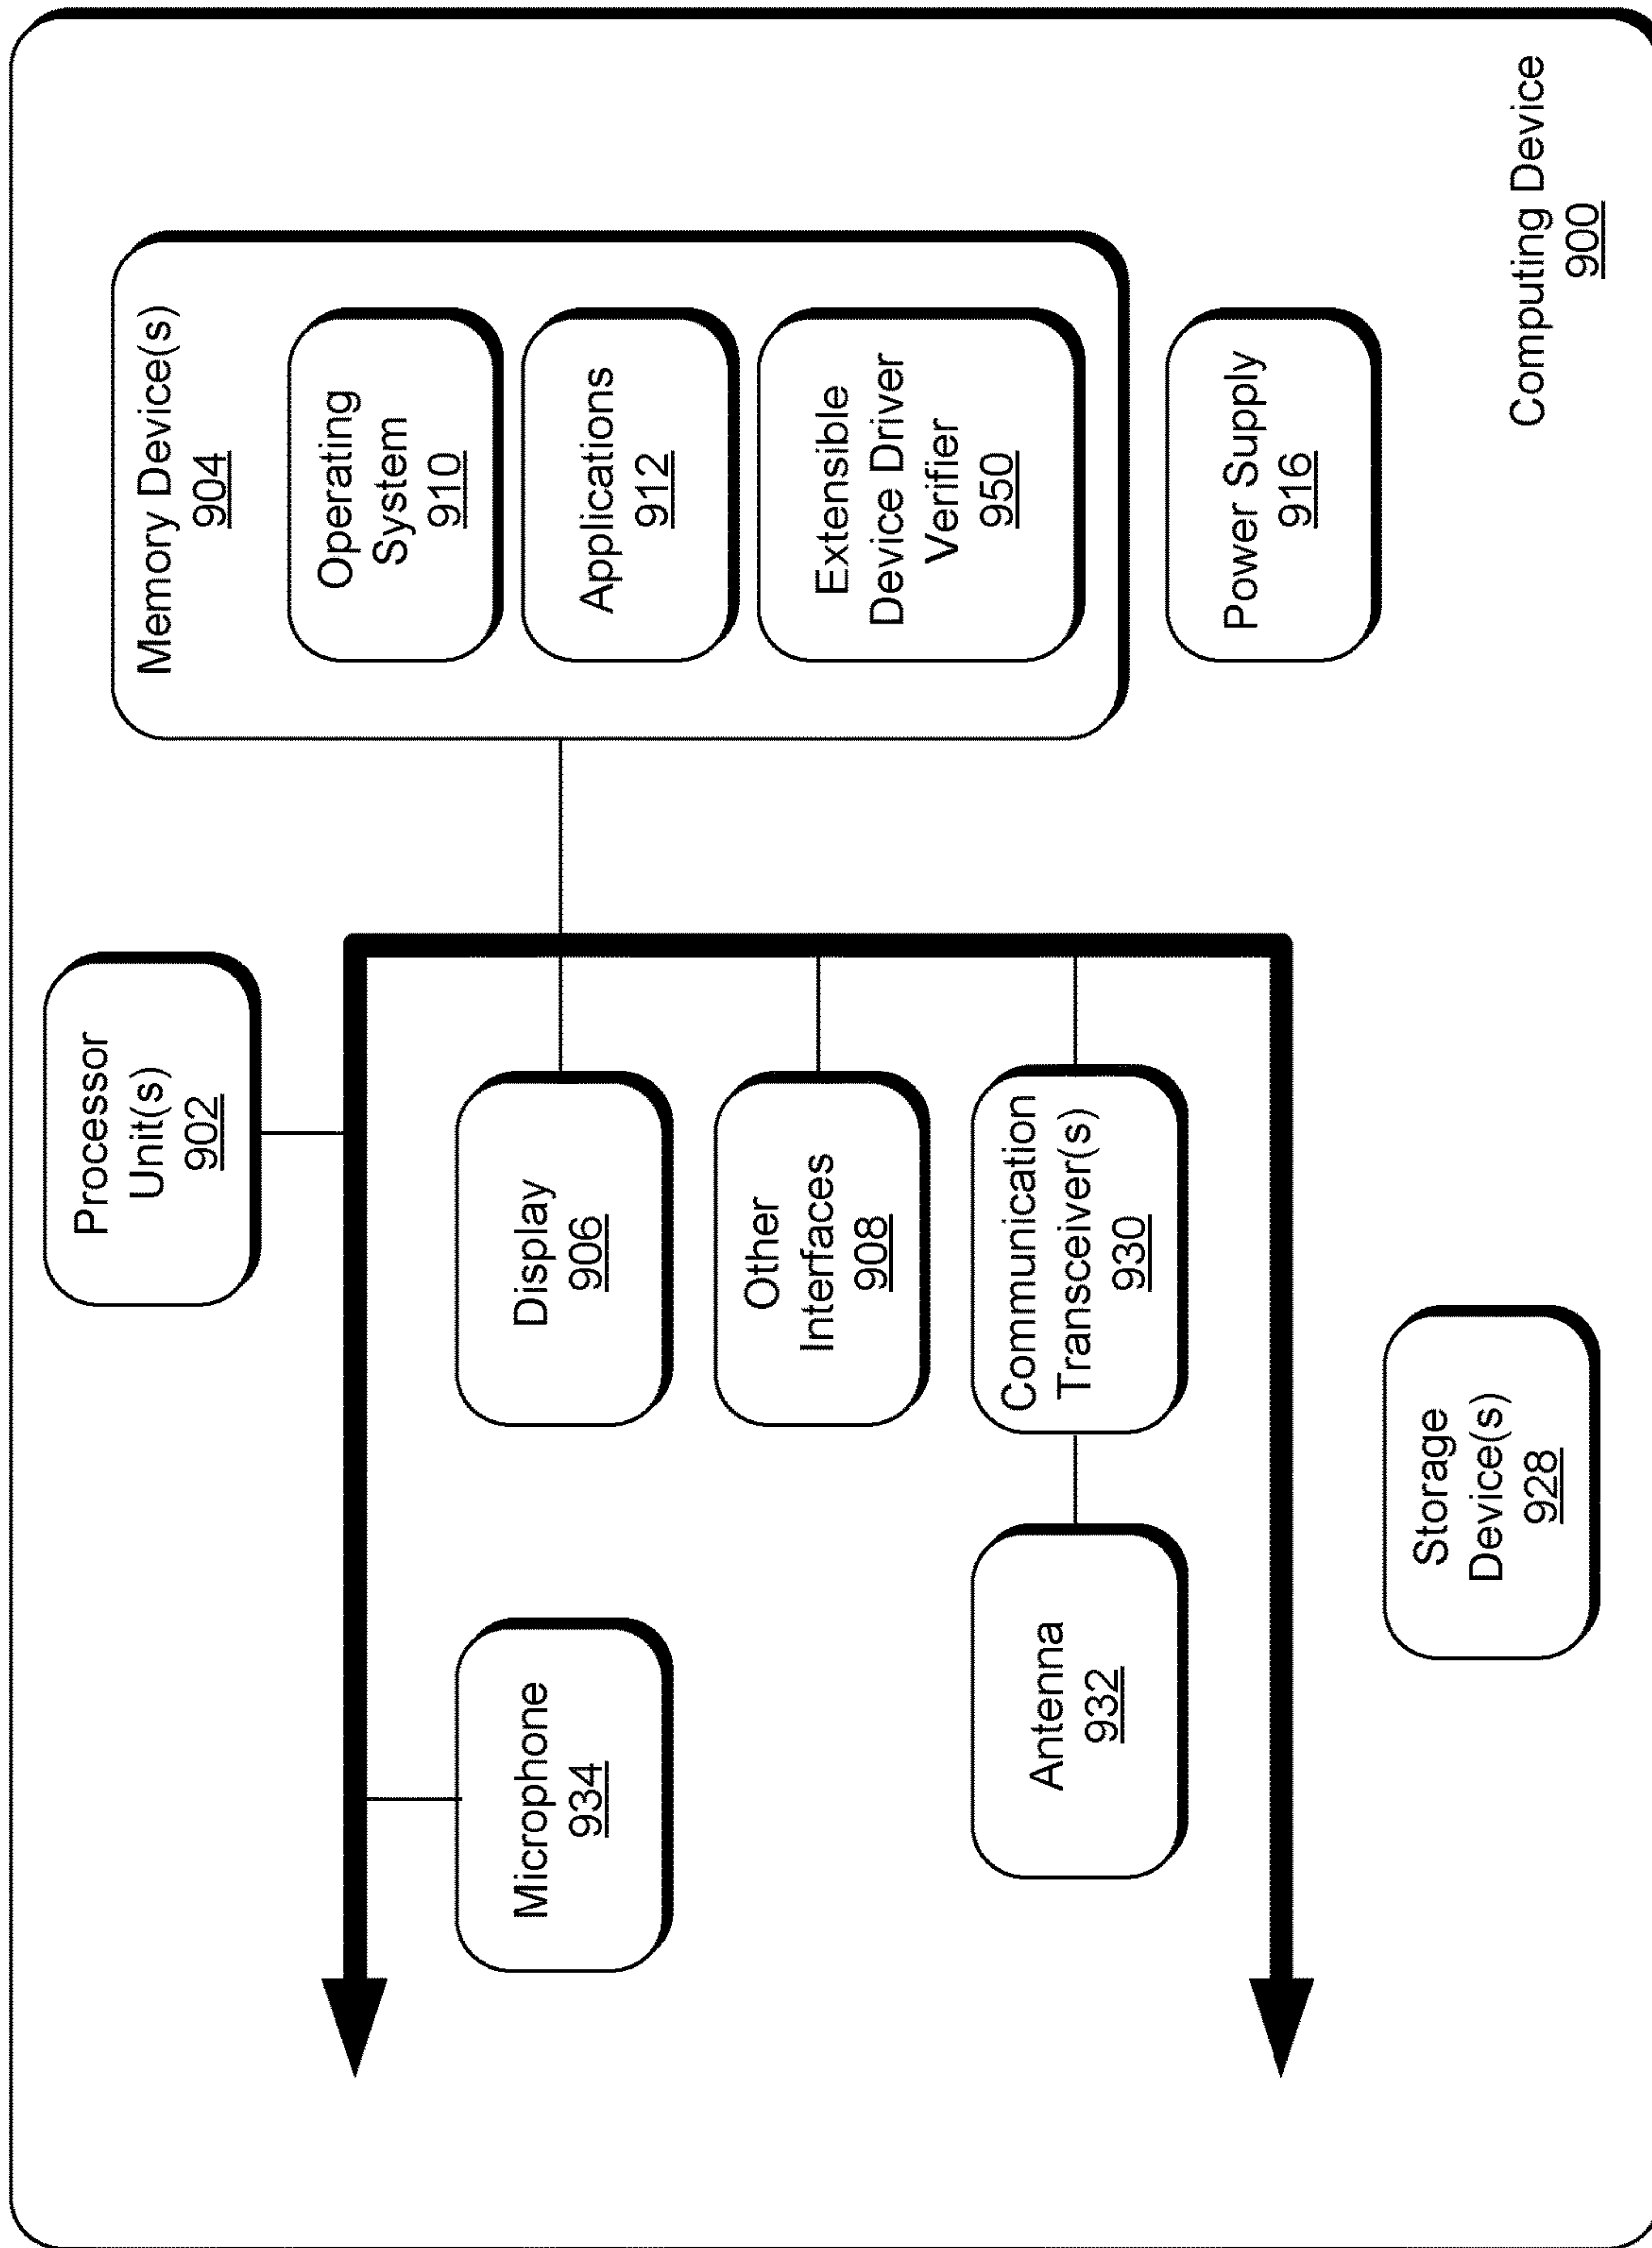 Processor
Unit(s)
902
Memory Device(s)
904
Operating
System
910
Applications
912
Extensible
Device Driver
Verifier
950
Power Supply
916
Microphone
934
Display
906
Other
Interfaces
908
Antenna
932
Communication
Transceiver(s)
930
Storage
Device(s)
928
Computing Device
900